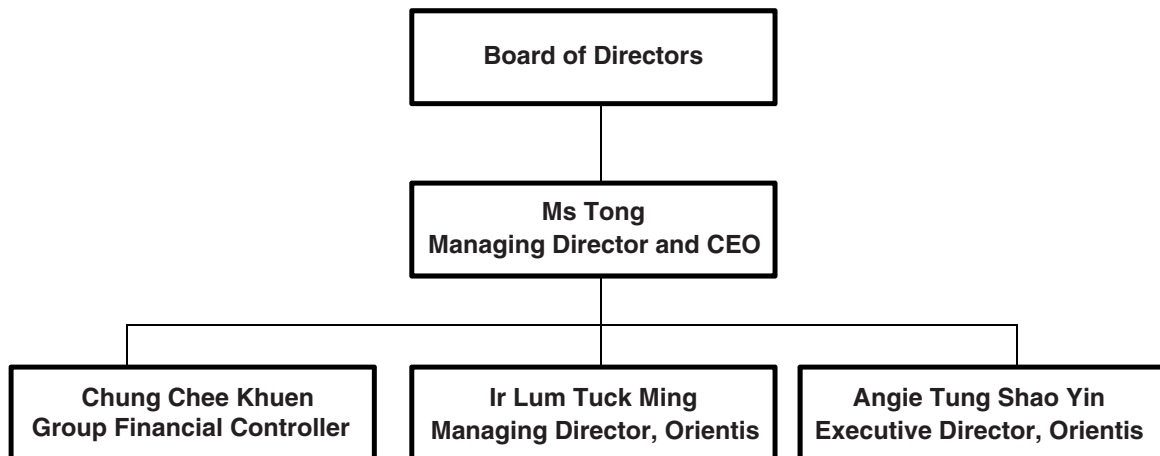 Board of Directors
Ms Tong
Managing Director and CEO
Chung Chee Khuen
Group Financial Controller
Ir Lum Tuck Ming
Managing Director, Orientis
Angie Tung Shao Yin
Executive Director, Orientis